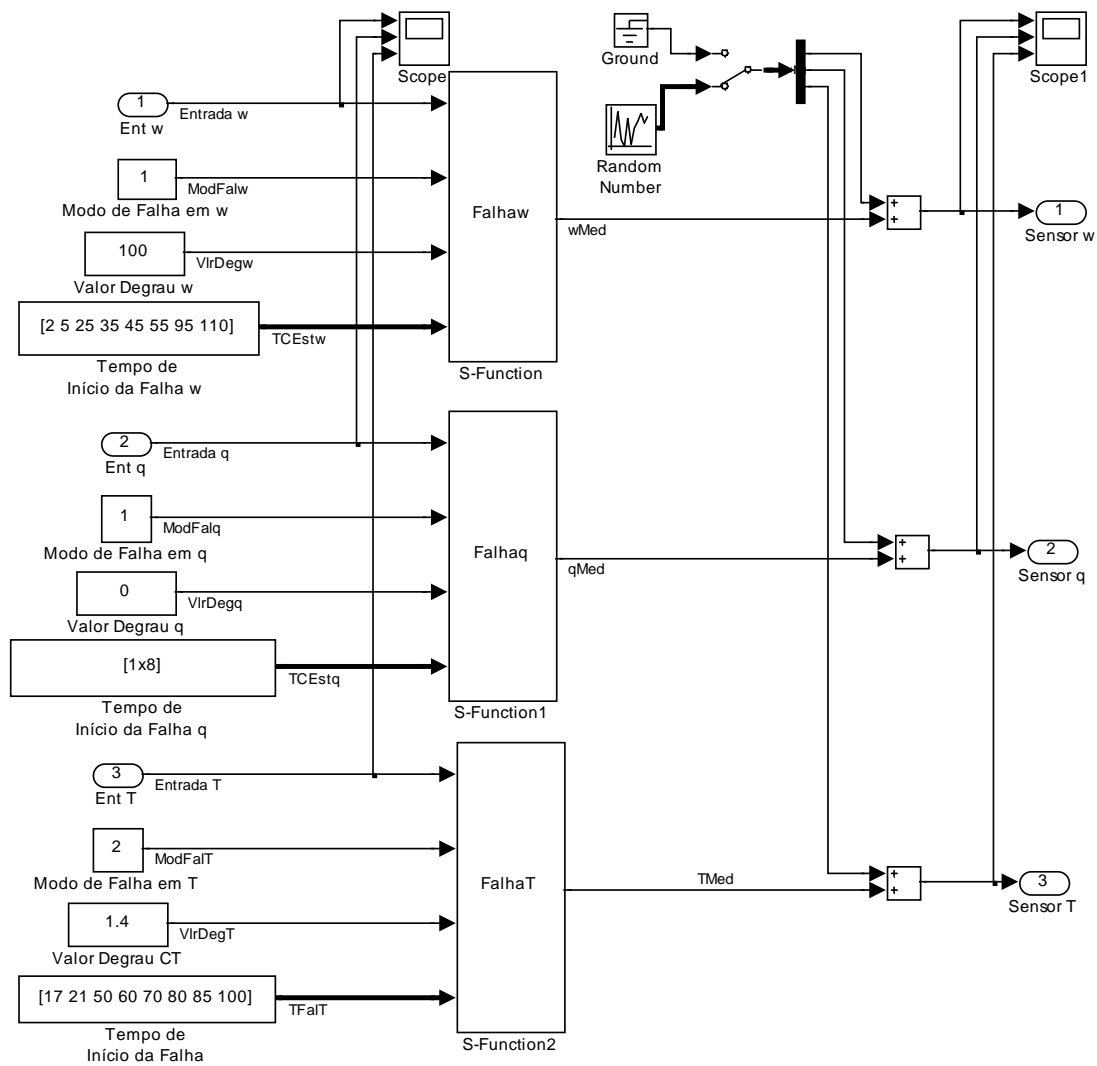 Scope
Ground
Scope1
1
Ent w
Entrada w
Random
Number
1
ModFalw
Modo de Falha em w
Falhaw
wMed
1
Sensor w
+
+
100
VlrDegw
Valor Degrau w
[2 5 25 35 45 55 95 110]
TCEstw
Tempo de
Início da Falha w
S-Function
2
Ent q
Entrada q
1
ModFalq
Modo de Falha em q
Falhaq
qMed
+
+
2
Sensor q
0
VlrDegq
Valor Degrau q
[1x8]
TCEstq
Tempo de
Início da Falha q
S-Function1
3
Ent T
Entrada T
2
ModFalT
Modo de Falha em T
FalhaT
TMed
+
+
3
Sensor T
1.4
VlrDegT
Valor Degrau CT
[17 21 50 60 70 80 85 100]
TFalT
Tempo de
Início da Falha
S-Function2